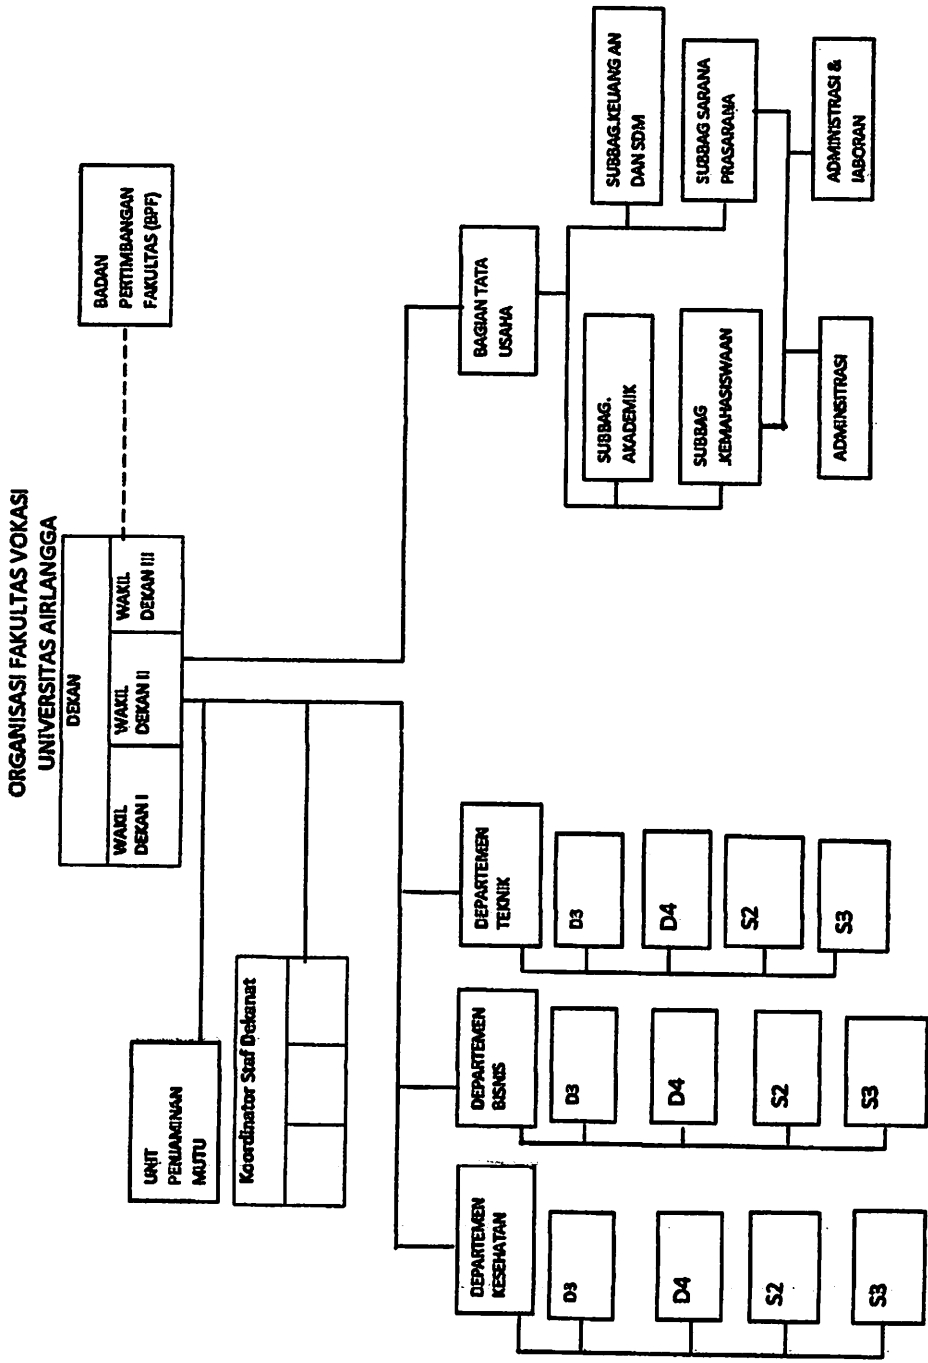 ORGANISASI FAKULTAS VOKASI
UNIVERSITAS AIRLANGGA
DEKAN
WAKIL
DEKAN I
WAKIL
DEKAN II
WAKIL
DEKAN III
BADAN
PERTIMBANGAN
FAKULTAS (BPF)
UNIT
PENJAMINAN
MUTU
Koordinator Staf Dekanat
DEPARTEMEN
KESEHATAN
D3
D4
S2
S3
DEPARTEMEN
BISNIS
D3
D4
S2
S3
DEPARTEMEN
TEKNIK
D3
D4
S2
S3
BAGIAN TATA
USAHA
SUBBAG.
AKADEMIK
SUBBAG
.KEMAHASISWAAN
SUBBAG.KEUANG AN
DAN SDM
SUBBAG SARANA
PRASARANA
ADMINSITRASI
ADMINISTRASI &
LABORAN